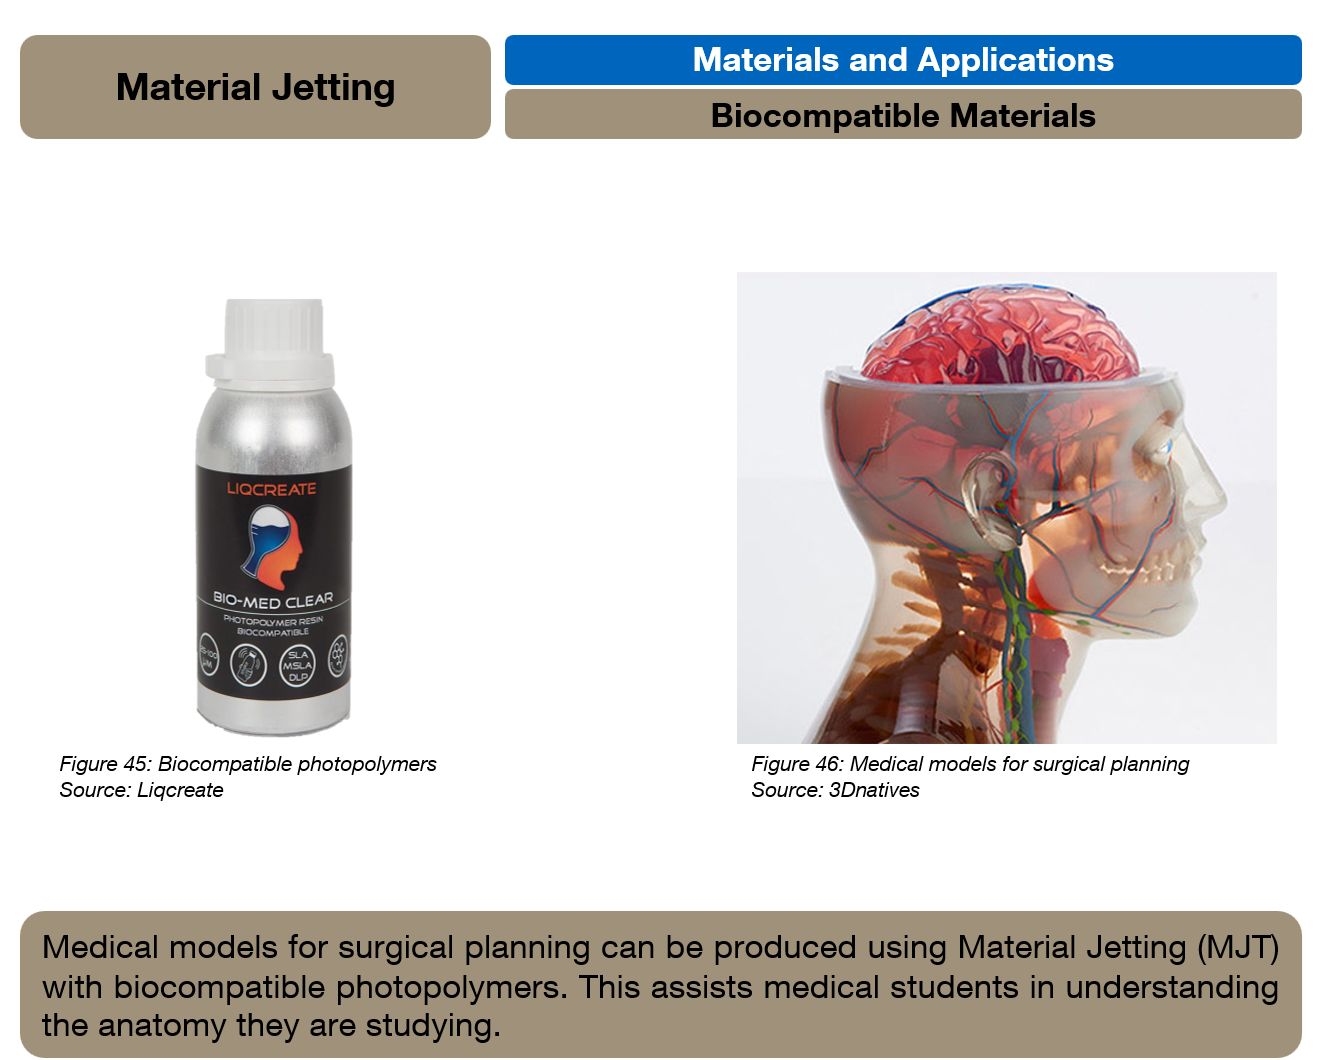 Material Jetting
Materials and Applications
Biocompatible Materials
LIQCREATE
BIO-MED CLEAR
PHOTOPOLYMER RESIN
BIOCOMPATIBLE
µM
SLA
MSLA
DLP
Figure 45: Biocompatible photopolymers
Source: Liqcreate
Figure 46: Medical models for surgical planning
Source: 3Dnatives
Medical models for surgical planning can be produced using Material Jetting (MJT)
with biocompatible photopolymers. This assists medical students in understanding
the anatomy they are studying.